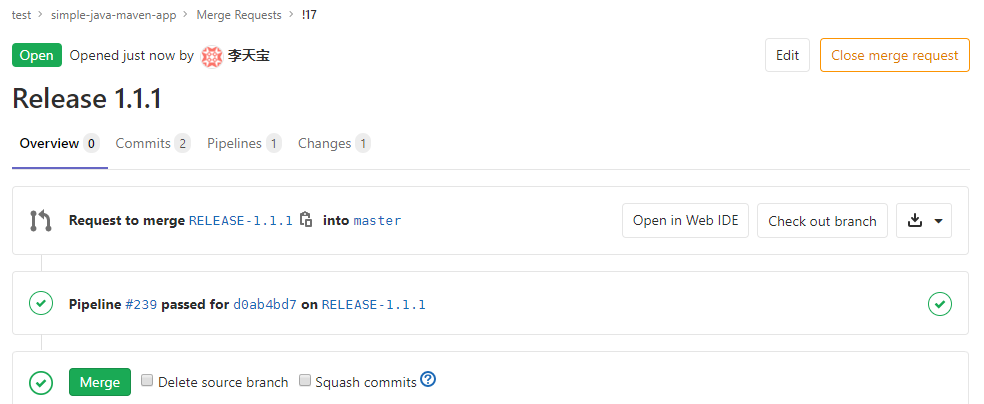 test > simple-java-maven-app > Merge Requests > !17
Open Opened just now by 李天宝 Edit Close merge request
Release 1.1.1
Overview 0 Commits 2 Pipelines 1 Changes 1
Request to merge RELEASE-1.1.1 into master Open in Web IDE Check out branch
Pipeline #239 passed for d0ab4bd7 on RELEASE-1.1.1
Merge Delete source branch Squash commits ?